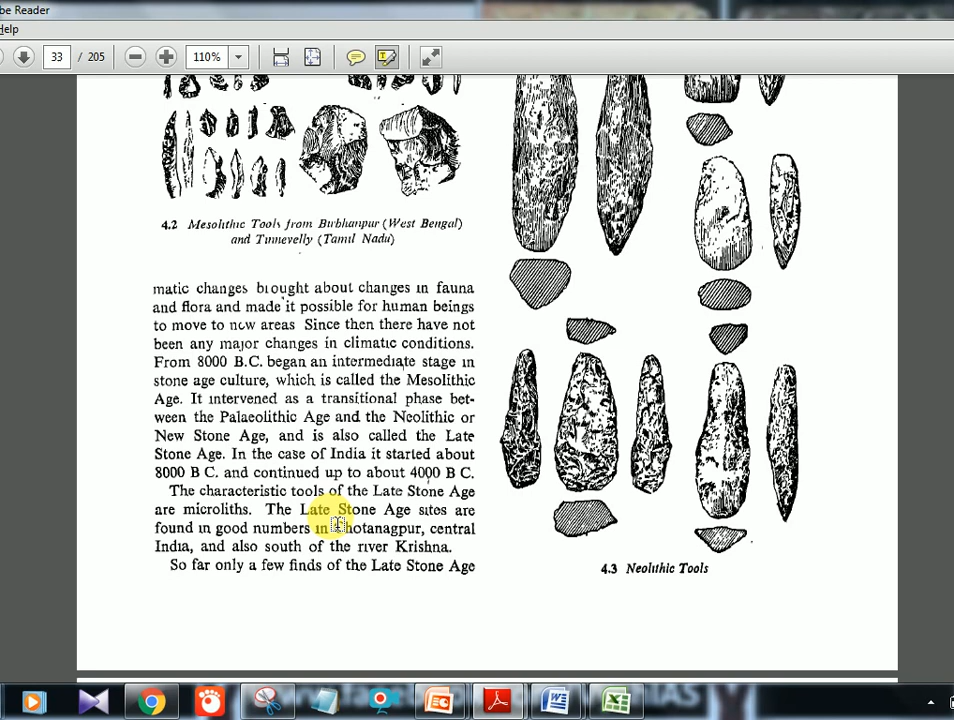 be Reader
Help
33 / 205
110%
4.2 Mesolithic Tools from Birbhanpur (West Bengal)
and Tinnevelly (Tamil Nadu)
matic changes brought about changes in fauna
and flora and made it possible for human beings
to move to new areas Since then there have not
been any major changes in climatic conditions.
From 8000 B.C. began an intermediate stage in
stone age culture, which is called the Mesolithic
Age. It intervened as a transitional phase bet-
ween the Palaeolithic Age and the Neolithic or
New Stone Age, and is also called the Late
Stone Age. In the case of India it started about
8000 B C. and continued up to about 4000 B C.
The characteristic tools of the Late Stone Age
are microliths. The Late Stone Age sites are
found in good numbers in Chotanagpur, central
India, and also south of the river Krishna.
So far only a few finds of the Late Stone Age
4.3 Neolithic Tools